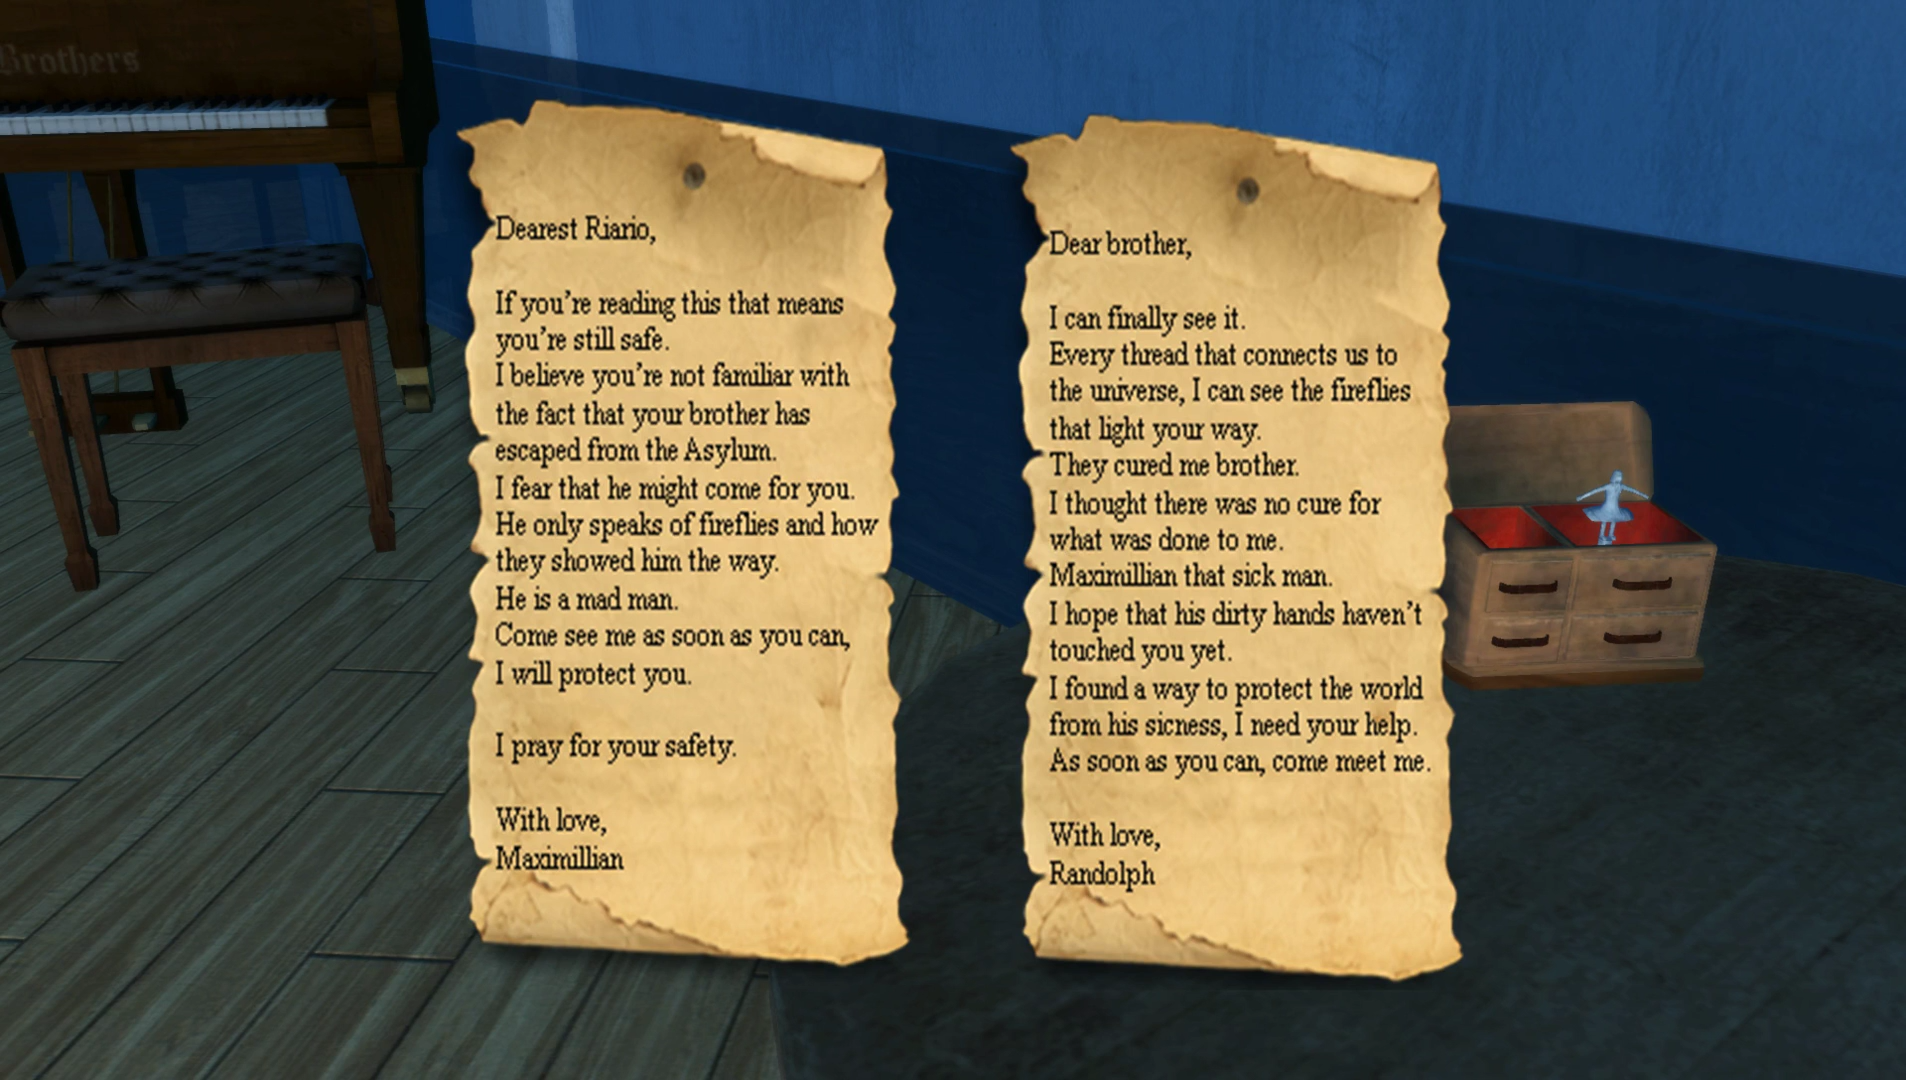 Brothers
Dearest Riario,
If you're reading this that means
you're still safe.
I believe you're not familiar with
the fact that your brother has
escaped from the Asylum.
I fear that he might come for you.
He only speaks of fireflies and how
they showed him the way.
He is a mad man.
Come see me as soon as you can,
I will protect you.
I pray for your safety.
With love,
Maximillian
Dear brother,
I can finally see it.
Every thread that connects us to
the universe, I can see the fireflies
that light your way.
They cured me brother.
I thought there was no cure for
what was done to me.
Maximillian that sick man.
I hope that his dirty hands haven't
touched you yet.
I found a way to protect the world
from his sicness, I need your help.
As soon as you can, come meet me.
With love,
Randolph